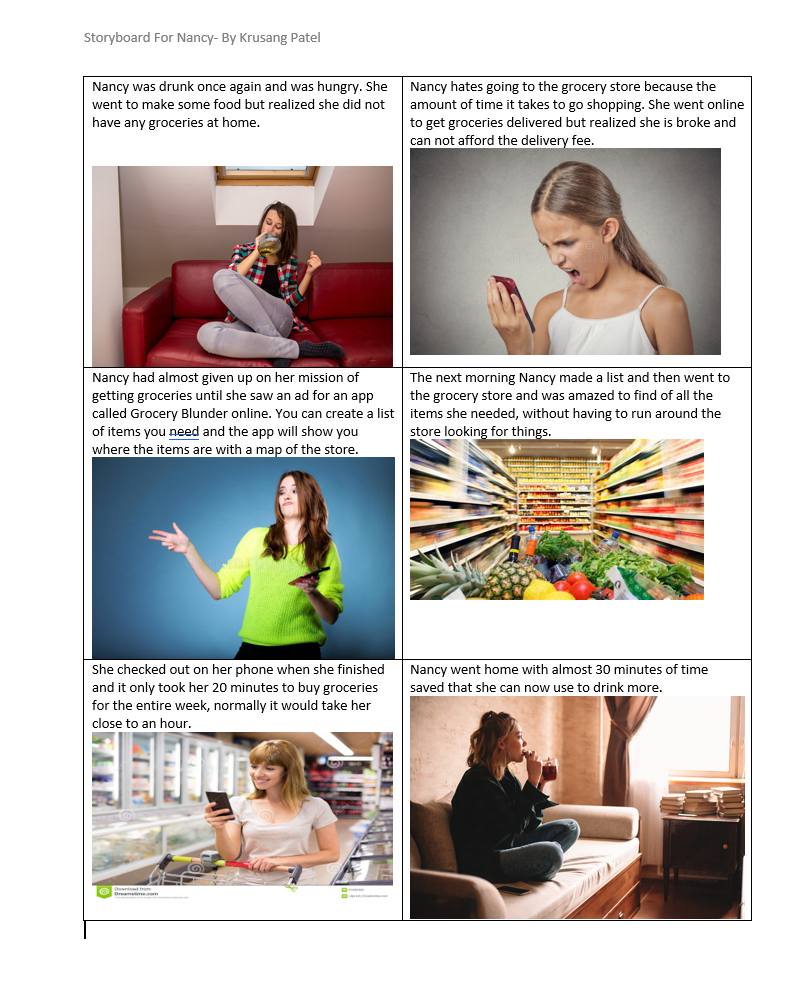 Storyboard For Nancy- By Krusang Patel
Nancy was drunk once again and was hungry. She
went to make some food but realized she did not
have any groceries at home.
Nancy hates going to the grocery store because the
amount of time it takes to go shopping. She went online
to get groceries delivered but realized she is broke and
can not afford the delivery fee.
Nancy had almost given up on her mission of
getting groceries until she saw an ad for an app
called Grocery Blunder online. You can create a list
of items you need and the app will show you
where the items are with a map of the store.
The next morning Nancy made a list and then went to
the grocery store and was amazed to find of all the
items she needed, without having to run around the
store looking for things.
She checked out on her phone when she finished
and it only took her 20 minutes to buy groceries
for the entire week, normally it would take her
close to an hour.
Download from
Dreamstime.com
Nancy went home with almost 30 minutes of time
saved that she can now use to drink more.